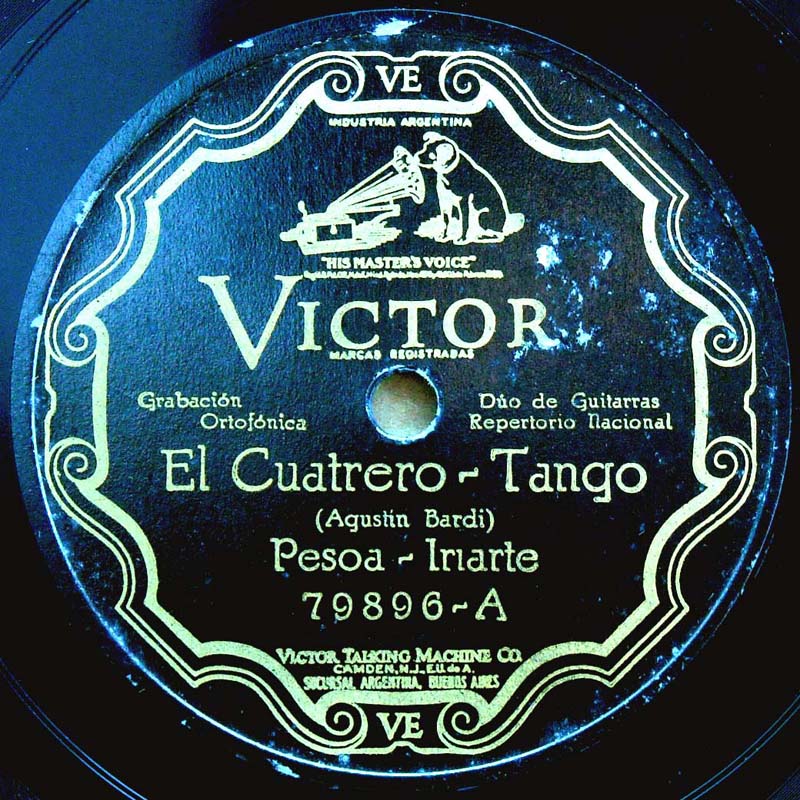 VE
INDUSTRIA ARGENTINA
"HIS MASTER'S VOICE"
VICTOR
MARCAS REGISTRADAS
Grabación Dúo de Guitarras
Ortofónica Repertorio Nacional
El Cuatrero - Tango
(Agustin Bardi)
Pesoa - Iriarte
79896-A
VICTOR TALKING MACHINE CO.
CAMDEN, N.J. E.U. de A.
SUCURSAL ARGENTINA, BUENOS AIRES
VE